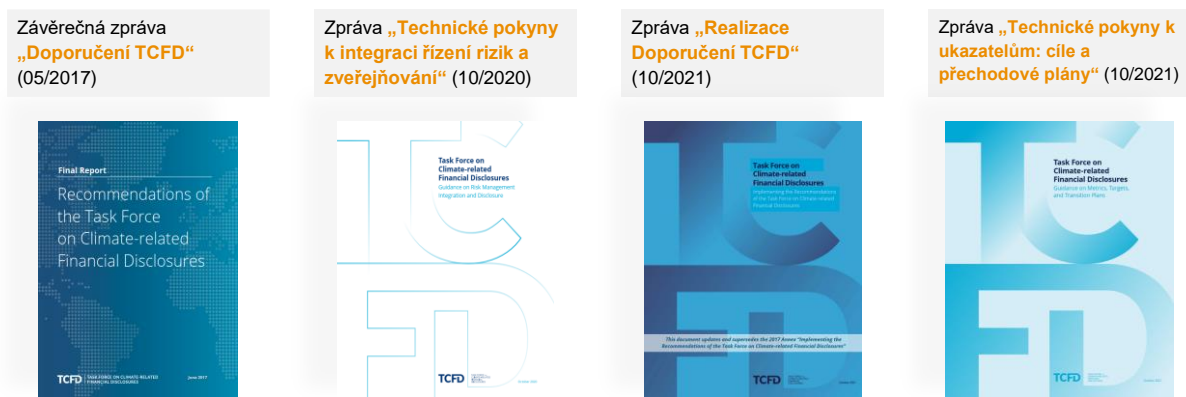 Závěrečná zpráva
„Doporučení TCFD“
(05/2017)
Zpráva „Technické pokyny
k integraci řízení rizik a
zveřejňování“ (10/2020)
Zpráva „Realizace
Doporučení TCFD“
(10/2021)
Zpráva „Technické pokyny k
ukazatelům: cíle a
přechodové plány“ (10/2021)
Final Report
Recommendations of
the Task Force
on Climate-related
Financial Disclosures
TCFD
TASK FORCE ON CLIMATE-RELATED
FINANCIAL DISCLOSURES
June 2017
TC
FD
Task Force on
Climate-related
Financial Disclosures
Guidance on Risk Management
Integration and Disclosure
TCFD
TC
FD
Task Force on
Climate-related
Financial Disclosures
Implementing the Recommendations
of the Task Force on Climate-related
Financial Disclosures
This document updates and supersedes the 2017 Annex "Implementing the
Recommendations of the Task Force on Climate-related Financial Disclosures"
TCFD
TC
FD
Task Force on
Climate-related
Financial Disclosures
Guidance on Metrics, Targets,
and Transition Plans
TCFD